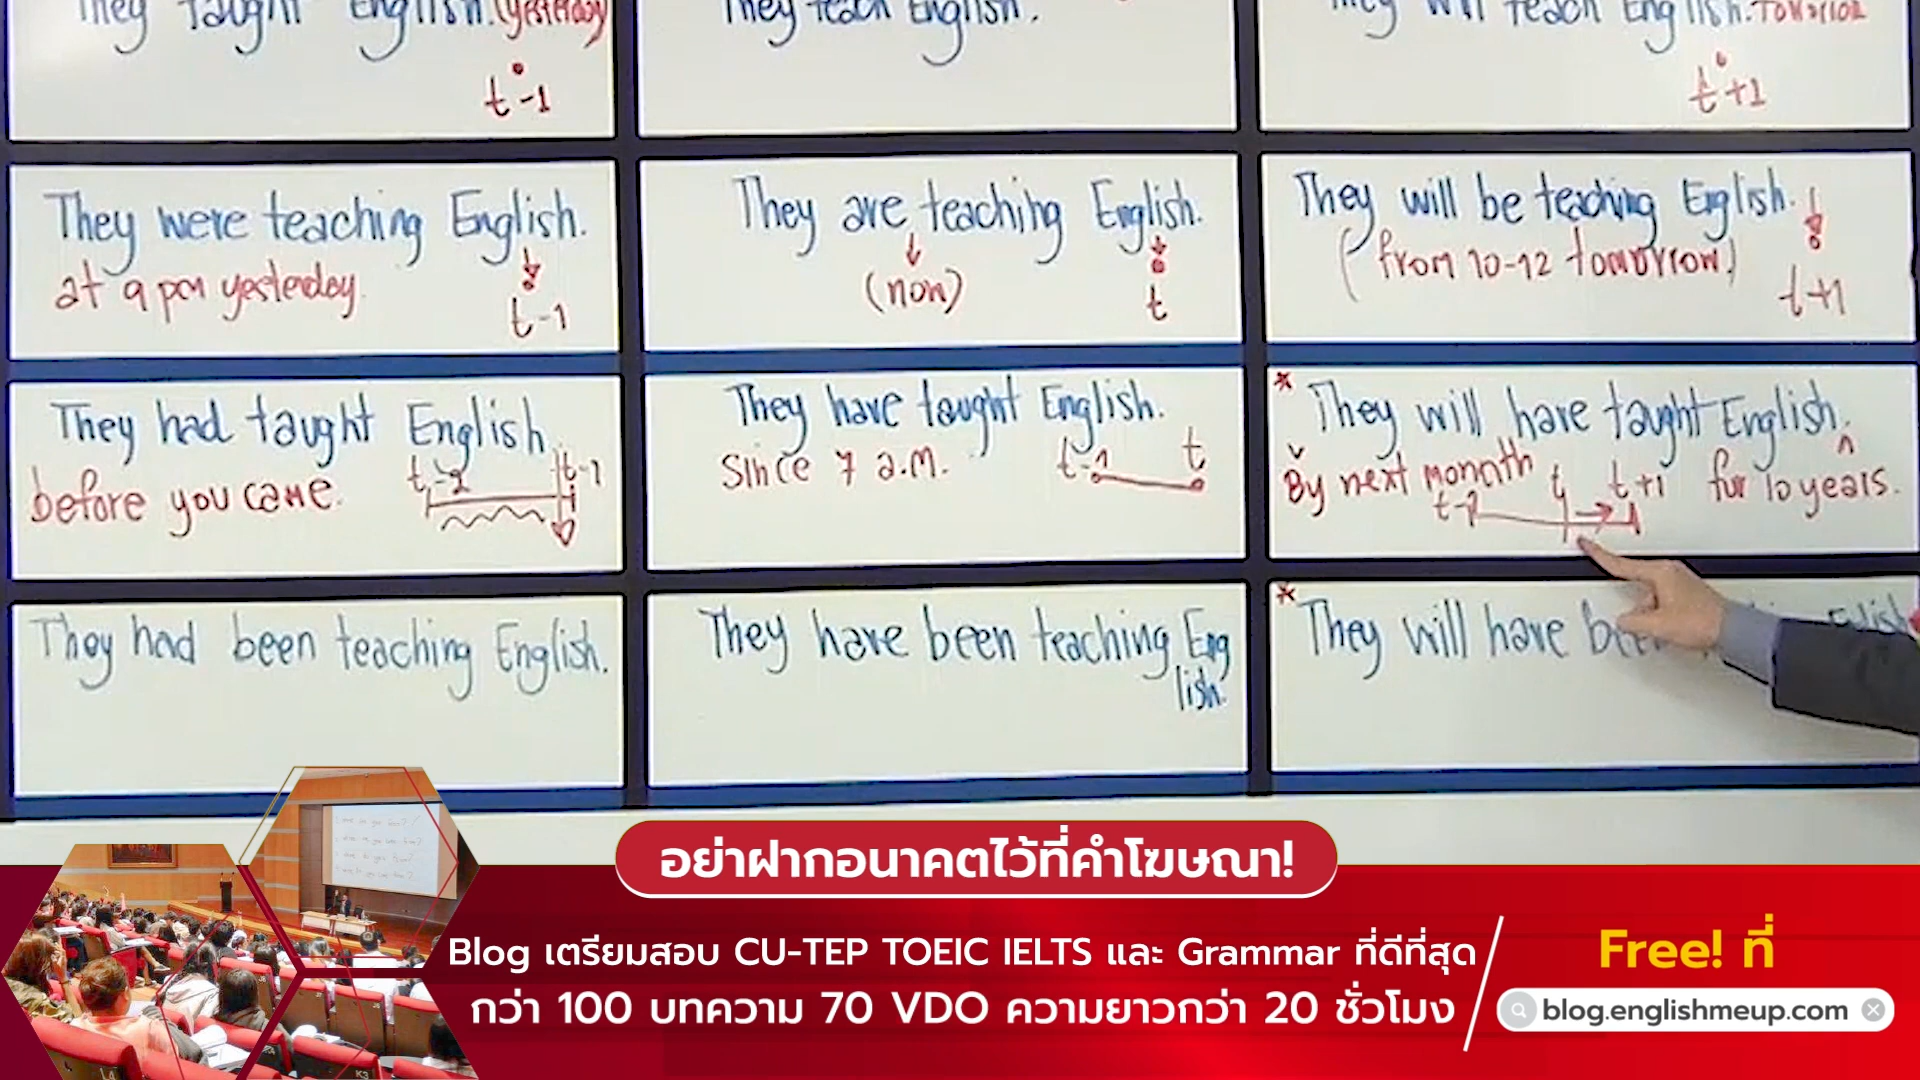 They taught English. (yesterday
t-1
They teach English.
They will teach English. Tomorrow
t+1
They were teaching English.
at 9 pm yesterday.
t-1
They are teaching English.
(now)
t
They will be teaching English.
(from 10-12 tomorrow)
t+1
They had taught English
before you came.
t-2
t-1
They have taught English.
Since 7 a.m.
t-1
t
* They will have taught English.
By next monnth
t
t+1
for 10 years.
They had been teaching English.
They have been teaching Eng
lish.
* They will have
อย่าฝากอนาคตไว้ที่คำโฆษณา!
Blog เตรียมสอบ CU-TEP TOEIC IELTS และ Grammar ที่ดีที่สุด
กว่า 100 บทความ 70 VDO ความยาวกว่า 20 ชั่วโมง
Free! ที่
blog.englishmeup.com